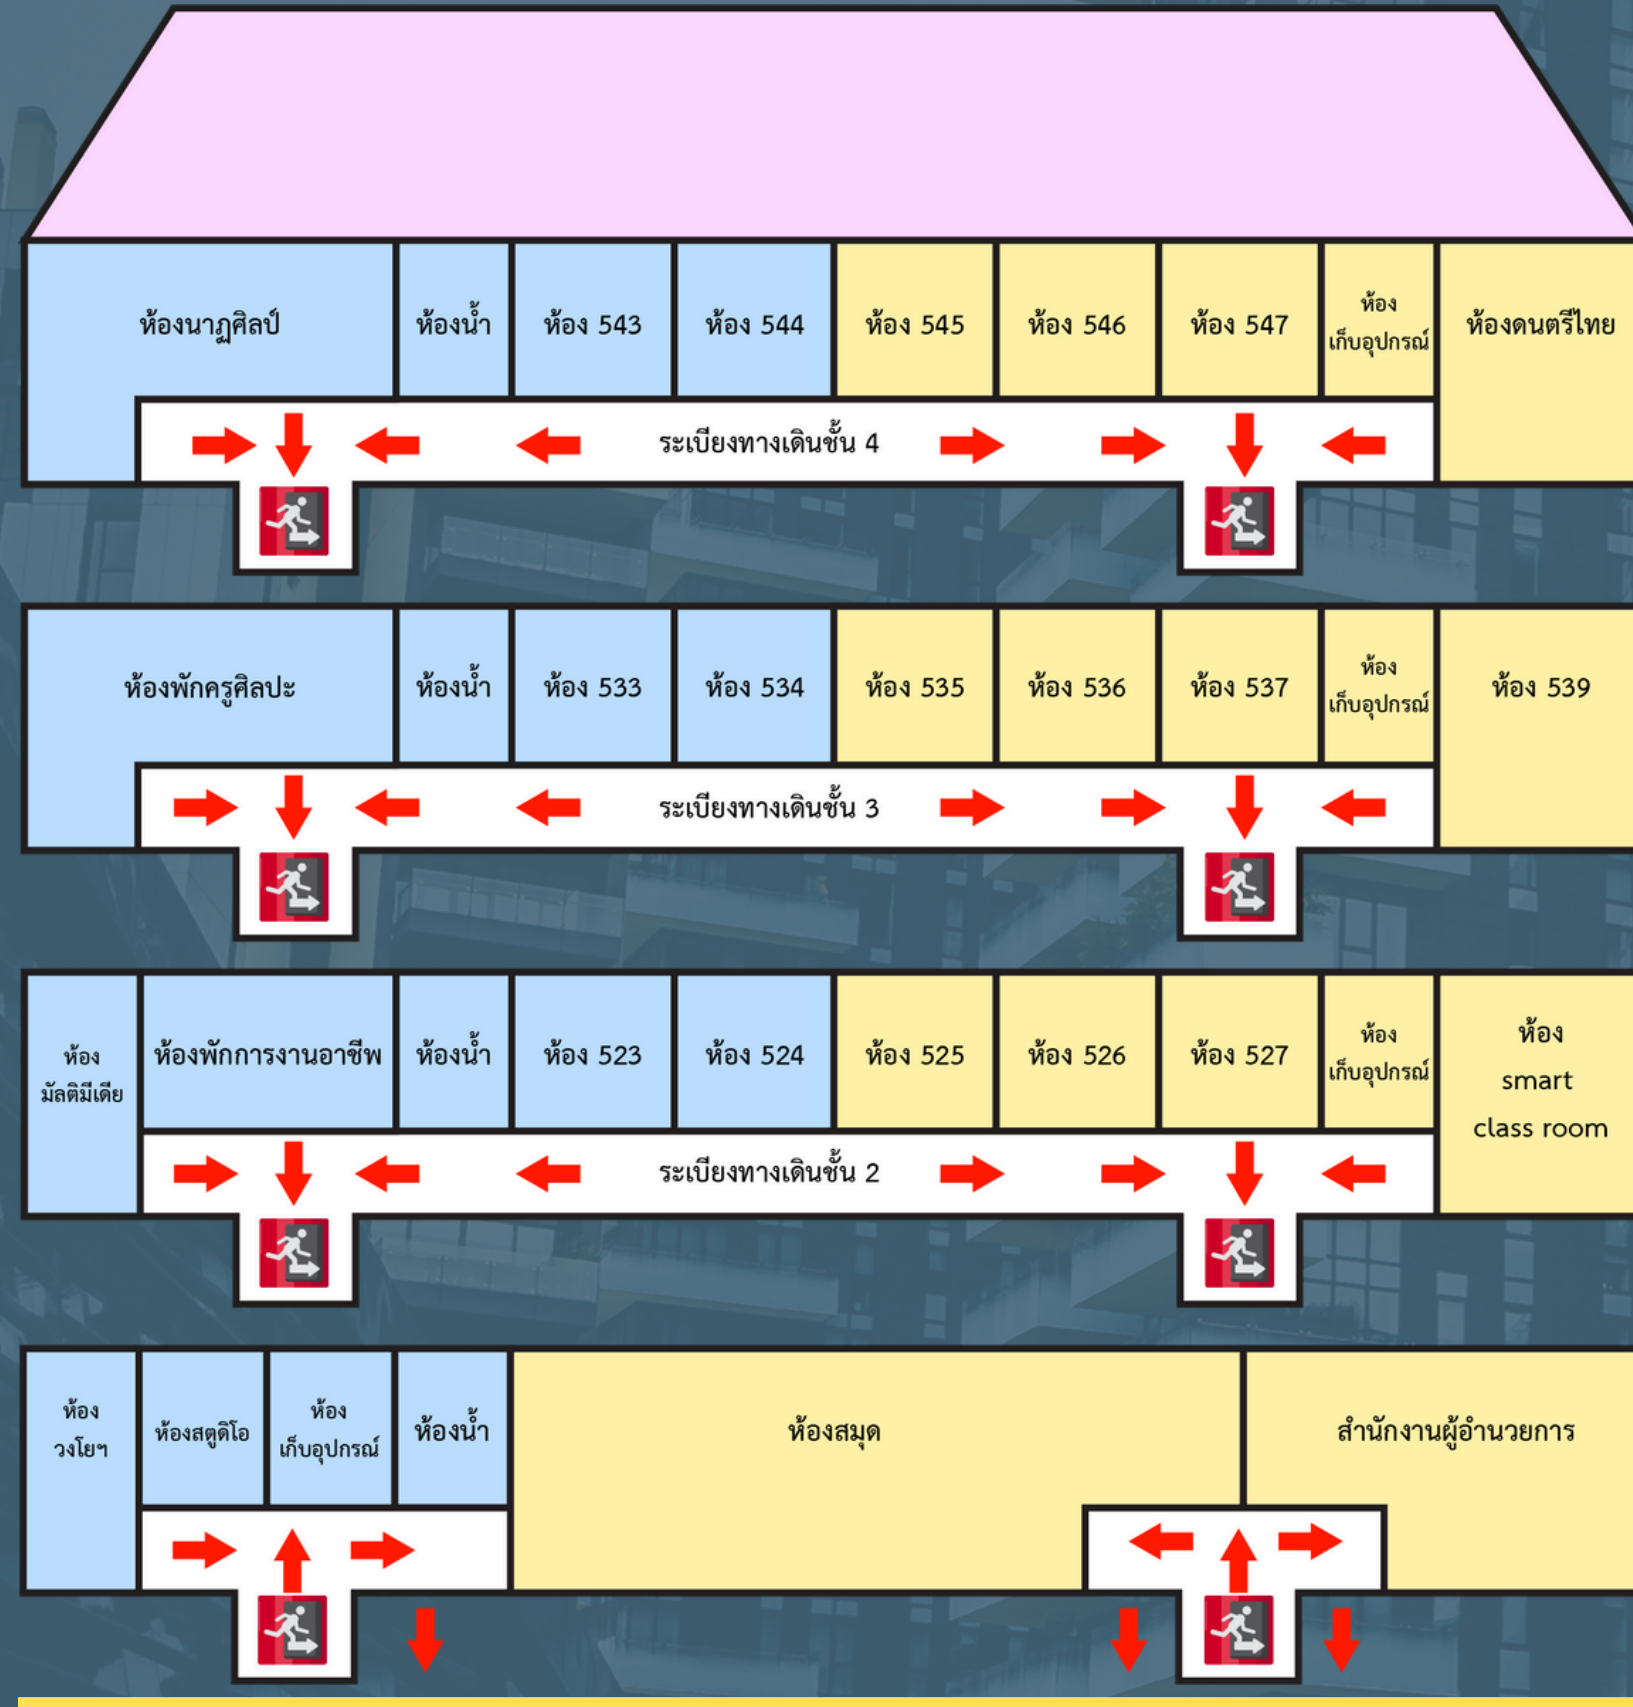 ห้องนาฏศิลป์
ห้องน้ำ
ห้อง 543
ห้อง 544
ห้อง 545
ห้อง 546
ห้อง 547
ห้อง
เก็บอุปกรณ์
ห้องดนตรีไทย
ระเบียงทางเดินชั้น 4
ห้องพักครูศิลปะ
ห้องน้ำ
ห้อง 533
ห้อง 534
ห้อง 535
ห้อง 536
ห้อง 537
ห้อง
เก็บอุปกรณ์
ห้อง 539
ระเบียงทางเดินชั้น 3
ห้อง
มัลติมีเดีย
ห้องพักการงานอาชีพ
ห้องน้ำ
ห้อง 523
ห้อง 524
ห้อง 525
ห้อง 526
ห้อง 527
ห้อง
เก็บอุปกรณ์
ห้อง
smart
class room
ระเบียงทางเดินชั้น 2
ห้อง
วงโยฯ
ห้องสตูดิโอ
ห้อง
เก็บอุปกรณ์
ห้องน้ำ
ห้องสมุด
สำนักงานผู้อำนวยการ